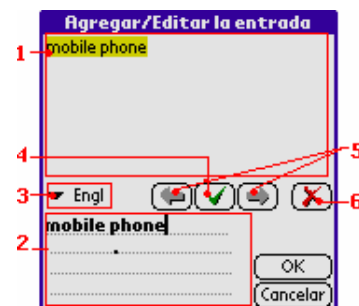 Agregar/Editar la entrada
1
mobile phone
4
5
3
Engl
6
2
mobile phone
OK
Cancelar